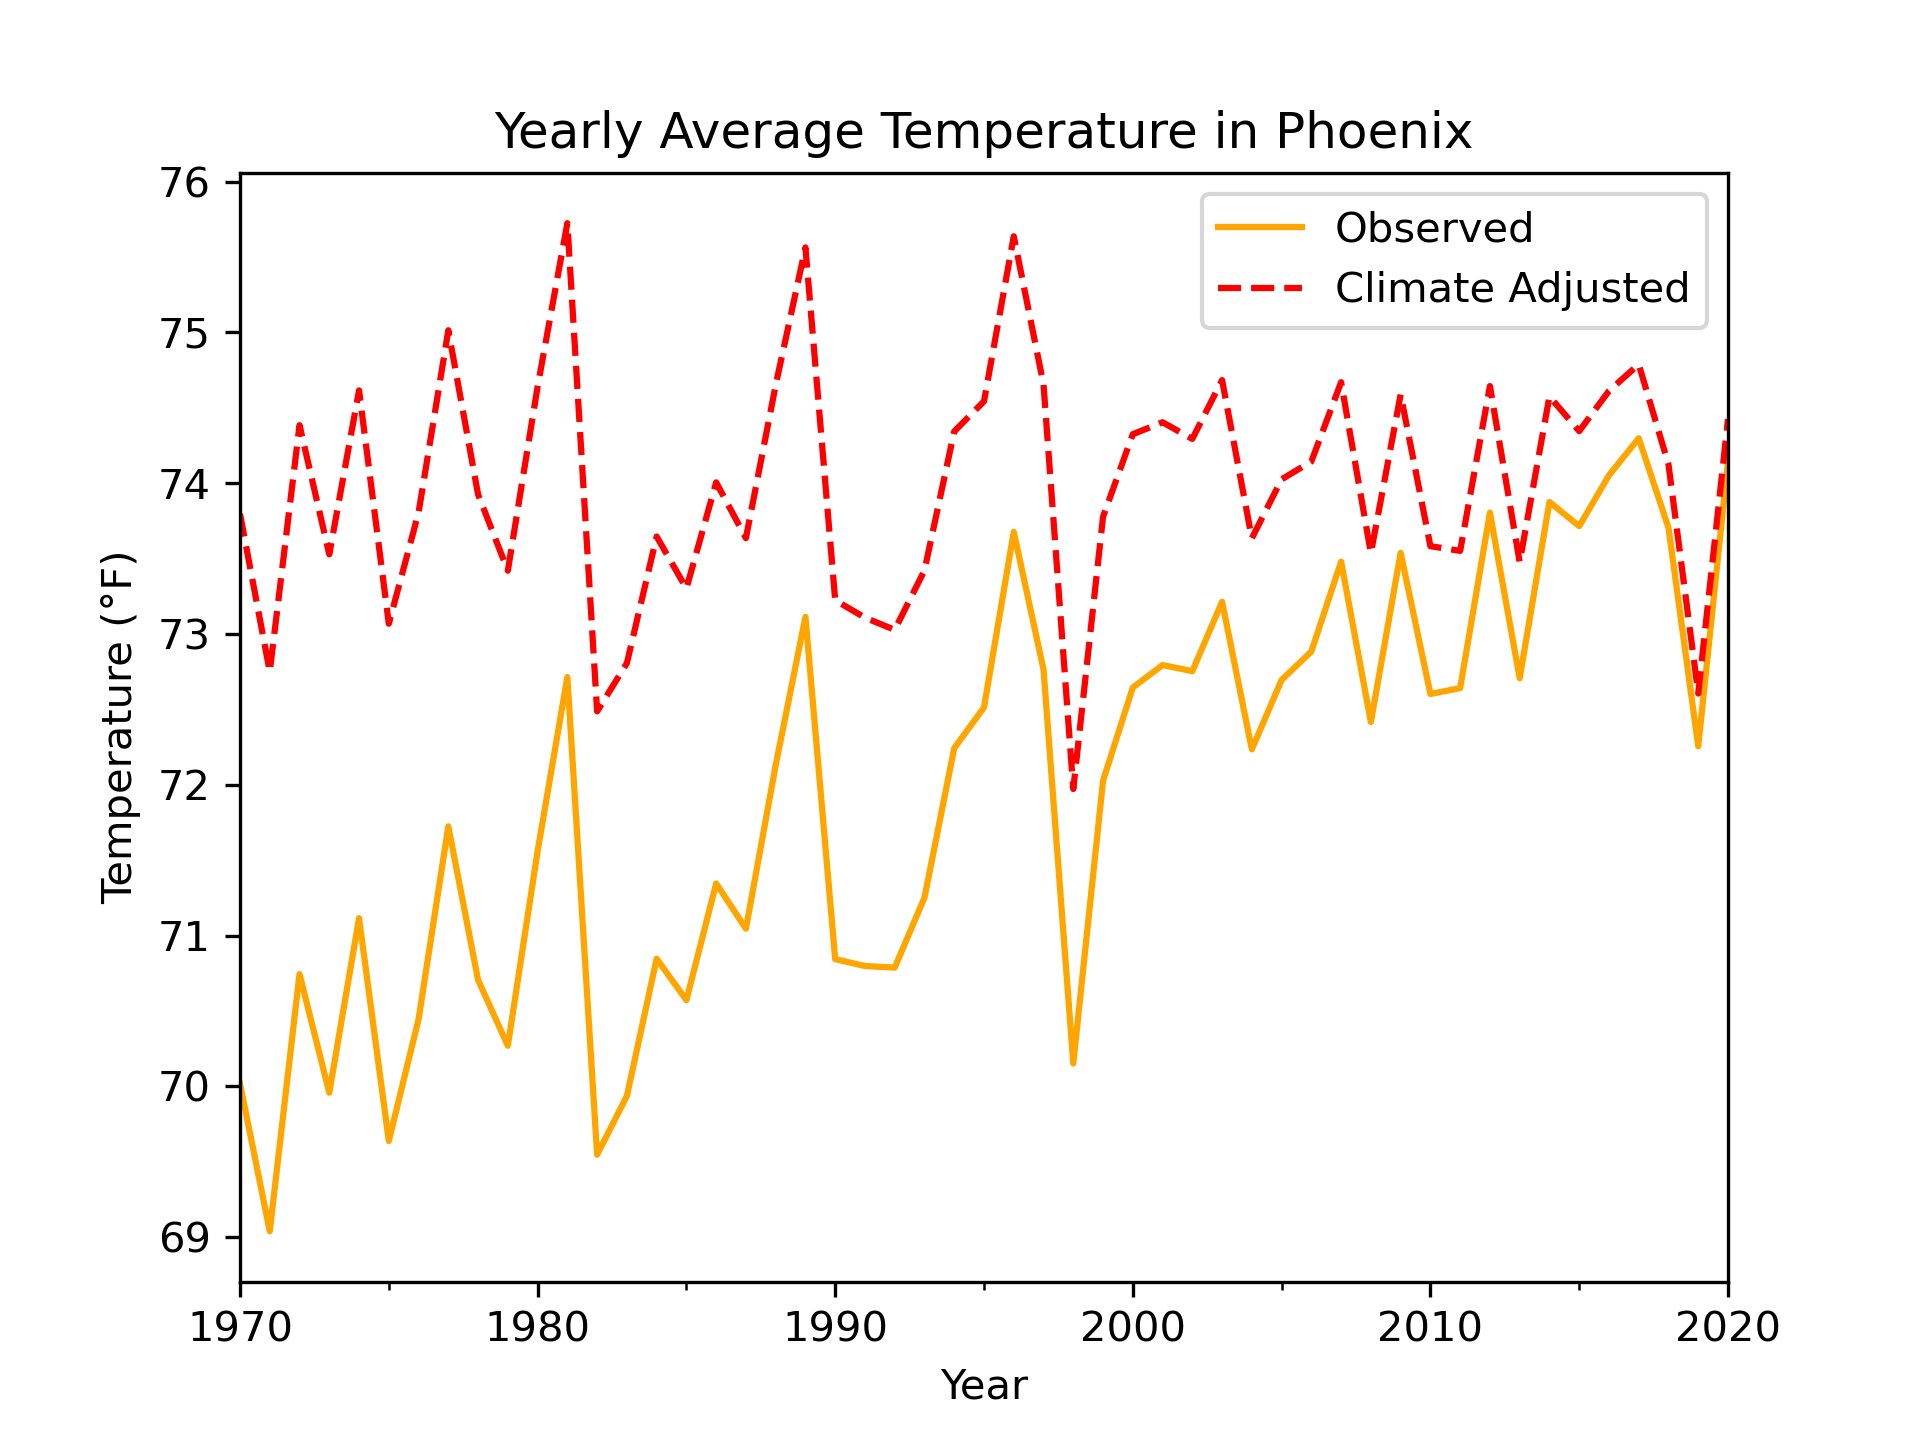 Yearly Average Temperature in Phoenix
76
75
74
73
72
71
70
69
Temperature (°F)
Observed
Climate Adjusted
1970
1980
1990
2000
2010
2020
Year